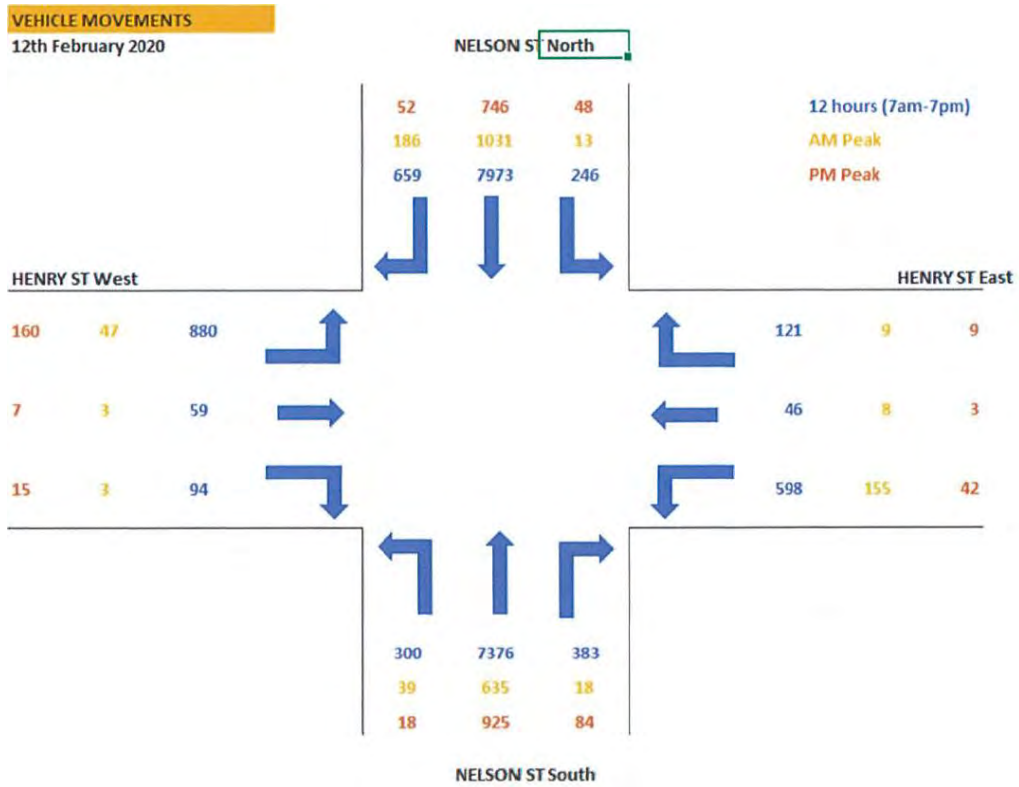 VEHICLE MOVEMENTS
12th February 2020
NELSON ST North
52 746 48
12 hours (7am-7pm)
186 1031 13
AM Peak
659 7973 246
PM Peak
HENRY ST West
HENRY ST East
160 47 880
121 9 9
7 3 59
46 8 3
15 3 94
598 155 42
300 7376 383
39 635 18
18 925 84
NELSON ST South